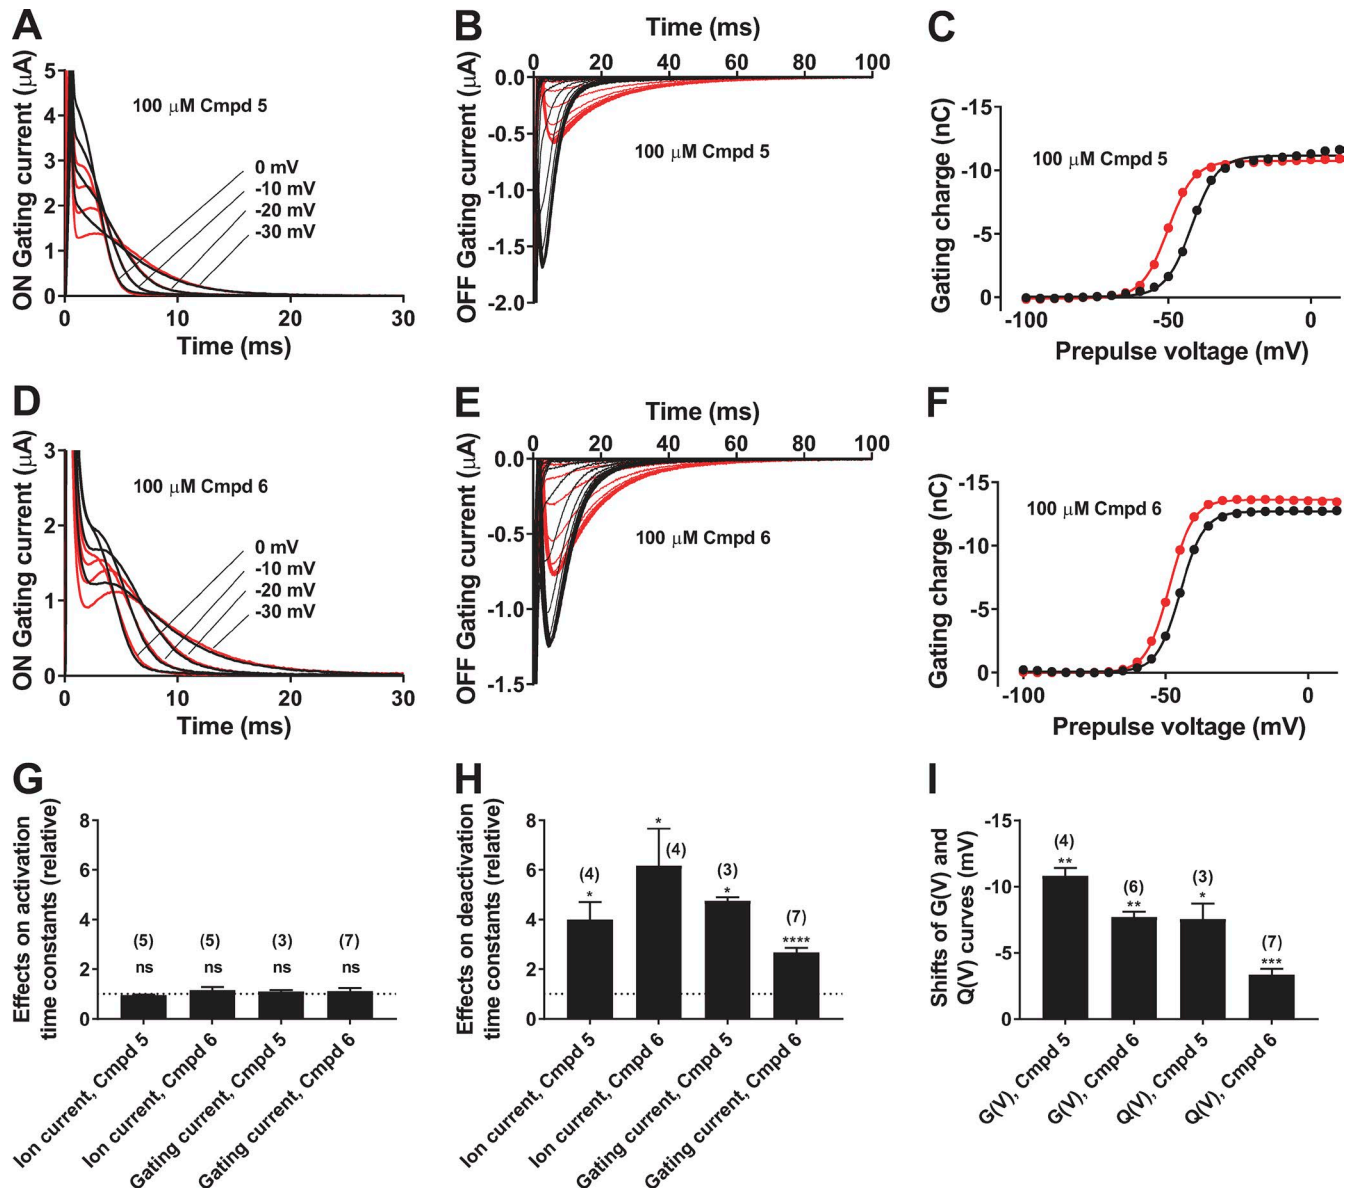 A
ON Gating current (μA)
5
4
3
2
1
0
100 μM Cmpd 5
0 mV
-10 mV
-20 mV
-30 mV
0 10 20 30
Time (ms)
B
Time (ms)
0 20 40 60 80 100
OFF Gating current (μA)
0.0
-0.5
-1.0
-1.5
-2.0
100 μM Cmpd 5
C
Gating charge (nC)
-15
-10
-5
0
100 μM Cmpd 5
-100 -50 0
Prepulse voltage (mV)
D
ON Gating current (μA)
3
2
1
0
100 μM Cmpd 6
0 mV
-10 mV
-20 mV
-30 mV
0 10 20 30
Time (ms)
E
Time (ms)
0 20 40 60 80 100
OFF Gating current (μA)
0.0
-0.5
-1.0
-1.5
100 μM Cmpd 6
F
Gating charge (nC)
-15
-10
-5
0
100 μM Cmpd 6
-100 -50 0
Prepulse voltage (mV)
G
Effects on activation
time constants (relative)
8
6
4
2
0
(5) (5) (3) (7)
ns ns ns ns
Ion current, Cmpd 5
Ion current, Cmpd 6
Gating current, Cmpd 5
Gating current, Cmpd 6
H
Effects on deactivation
time constants (relative)
8
6
4
2
0
(4)
*
*
(4)
(3)
*
(7)
****
Ion current, Cmpd 5
Ion current, Cmpd 6
Gating current, Cmpd 5
Gating current, Cmpd 6
I
Shifts of G(V) and
Q(V) curves (mV)
-15
-10
-5
0
(4)
**
(6)
**
(3)
*
(7)
***
G(V), Cmpd 5
G(V), Cmpd 6
Q(V), Cmpd 5
Q(V), Cmpd 6